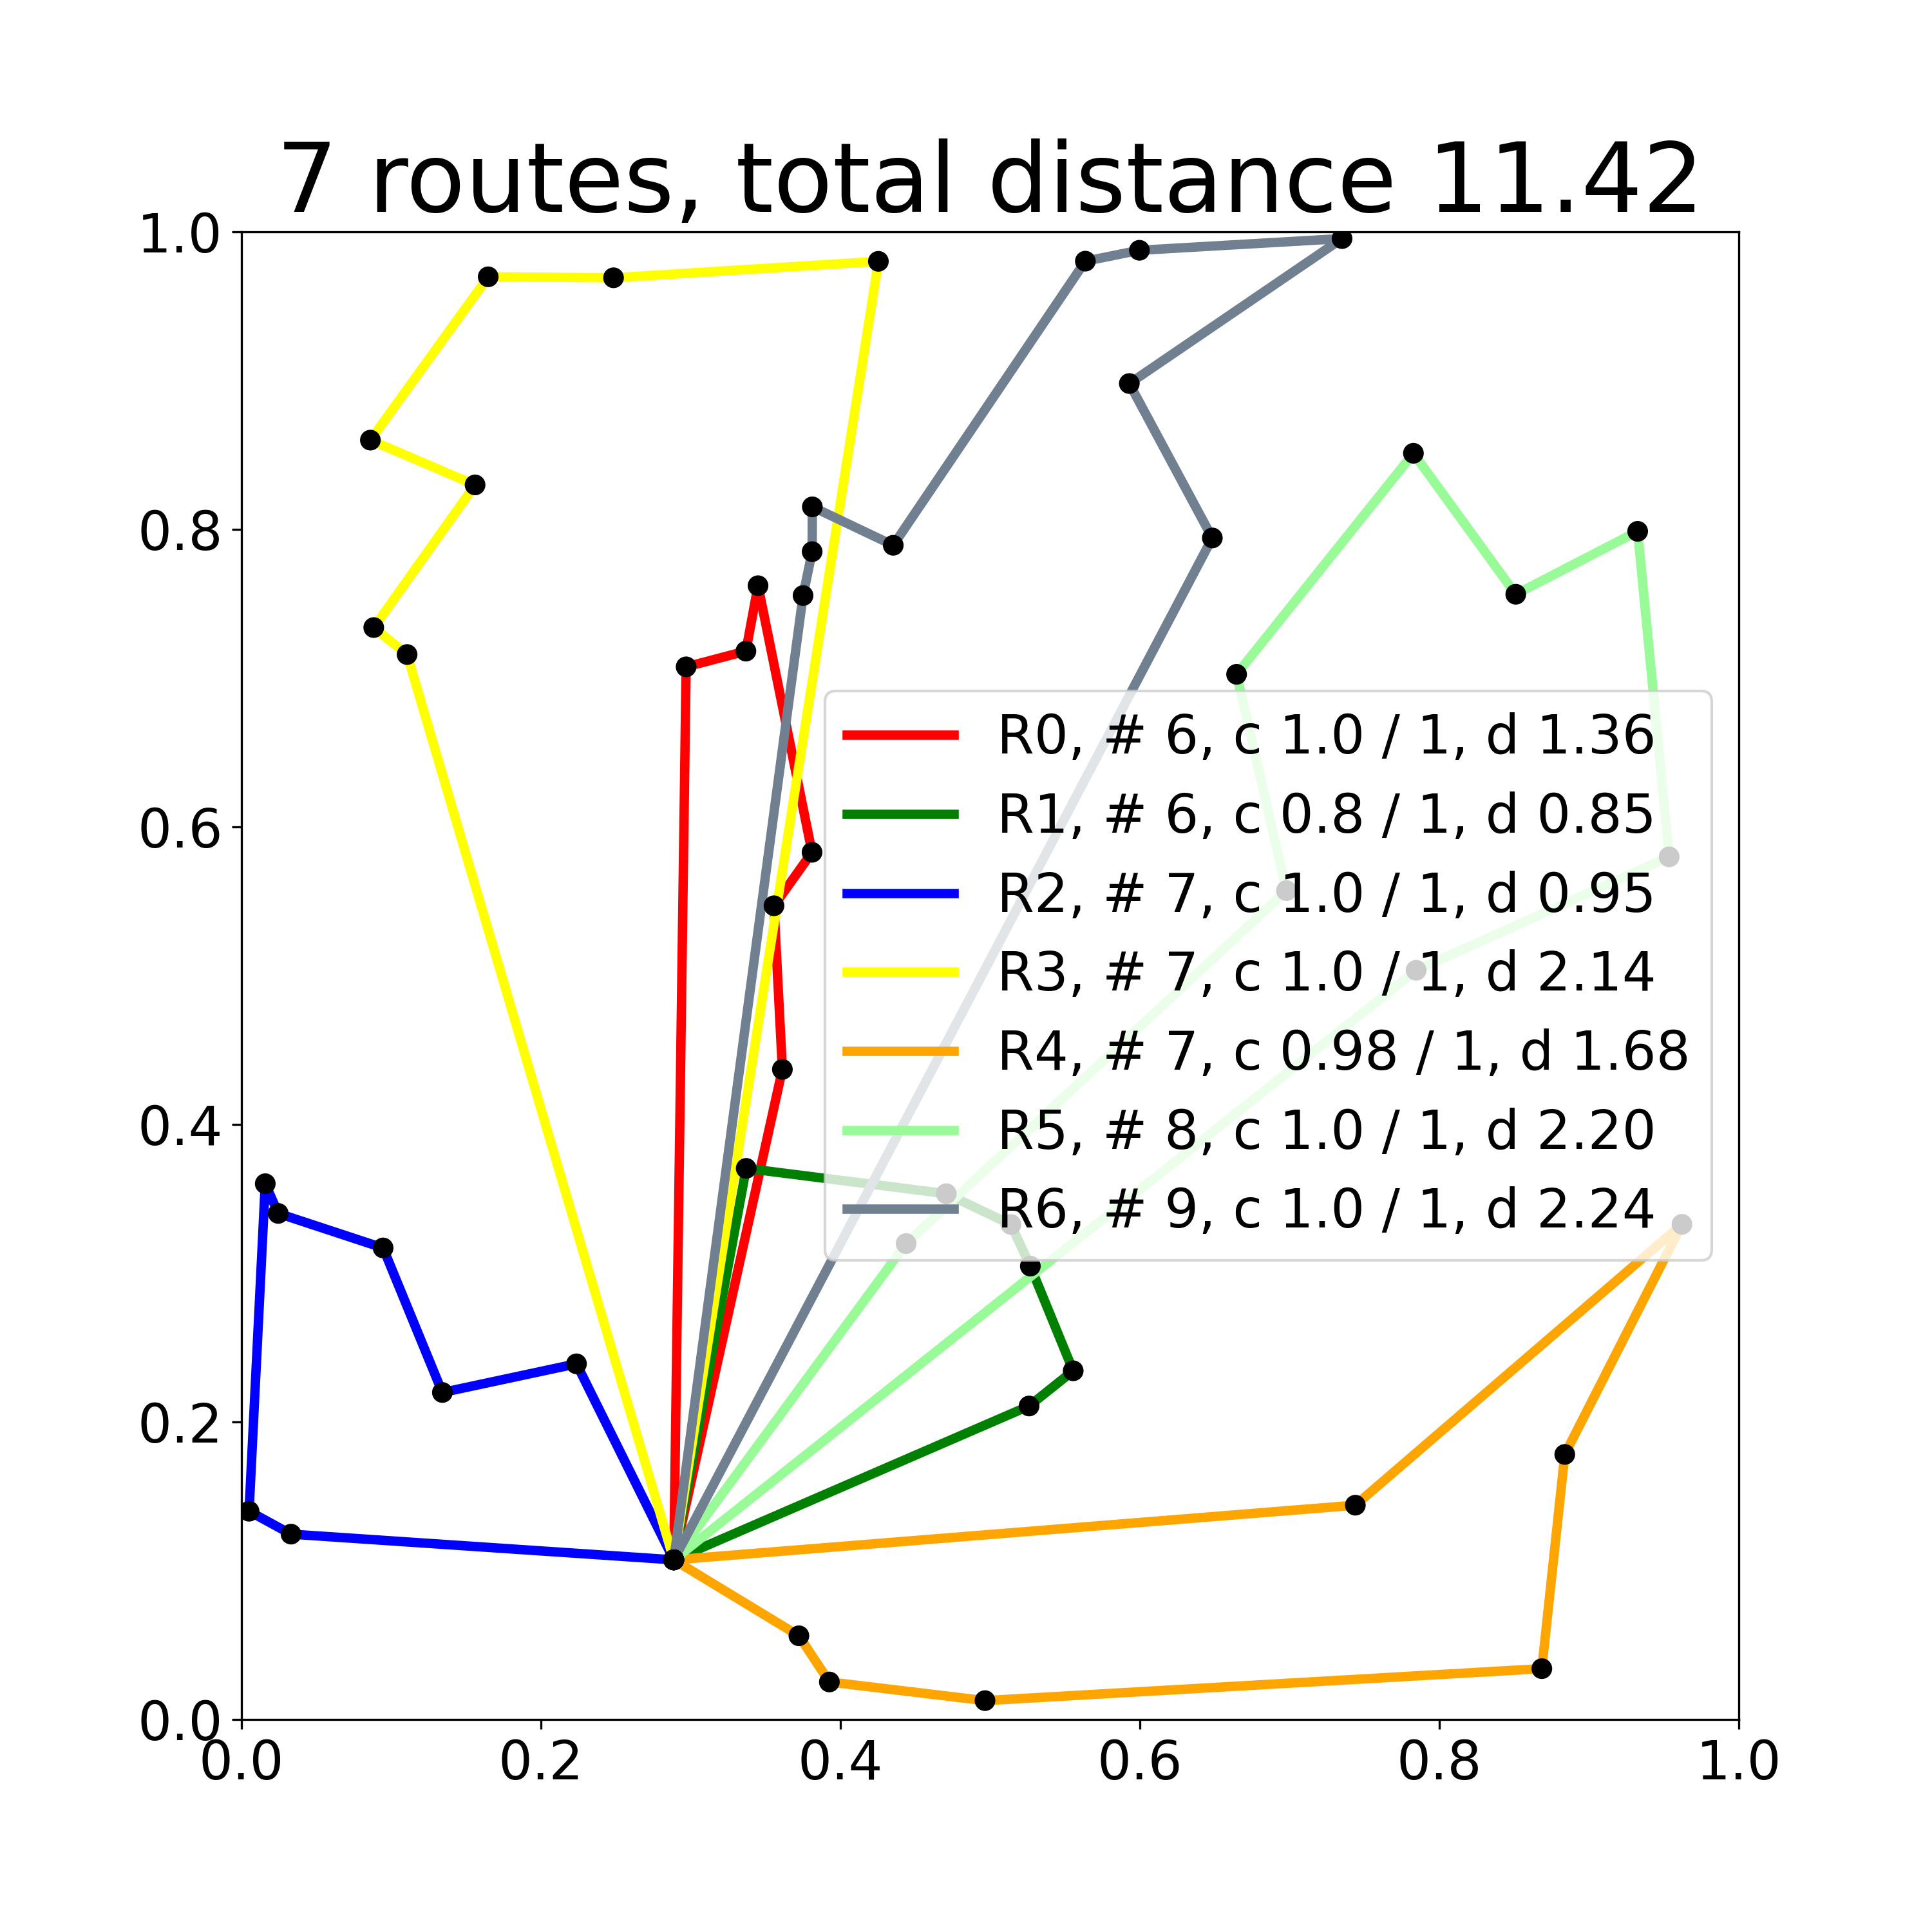 7 routes, total distance 11.42
1.0
0.8
0.6
0.4
0.2
0.0
R0, # 6, c 1.0 / 1, d 1.36
R1, # 6, c 0.8 / 1, d 0.85
R2, # 7, c 1.0 / 1, d 0.95
R3, # 7, c 1.0 / 1, d 2.14
R4, # 7, c 0.98 / 1, d 1.68
R5, # 8, c 1.0 / 1, d 2.20
R6, # 9, c 1.0 / 1, d 2.24
0.0 0.2 0.4 0.6 0.8 1.0